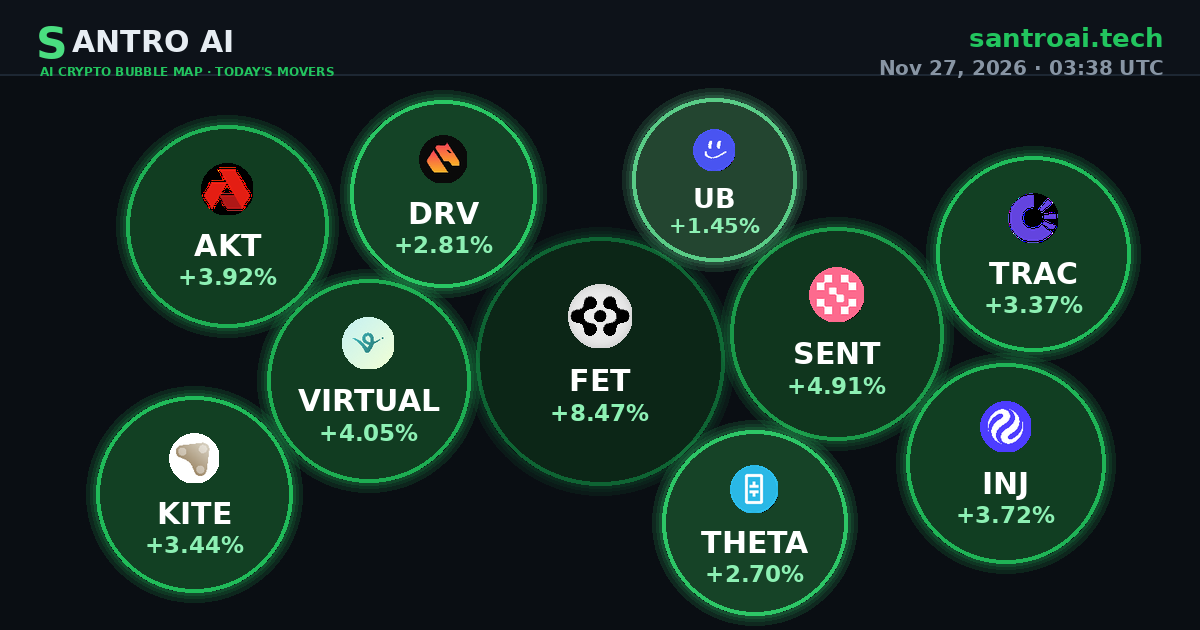 SANTRO AI
AI CRYPTO BUBBLE MAP · TODAY'S MOVERS
santroai.tech
Nov 27, 2026 · 03:38 UTC
AKT
+3.92%
DRV
+2.81%
UB
+1.45%
TRAC
+3.37%
VIRTUAL
+4.05%
FET
+8.47%
SENT
+4.91%
KITE
+3.44%
THETA
+2.70%
INJ
+3.72%